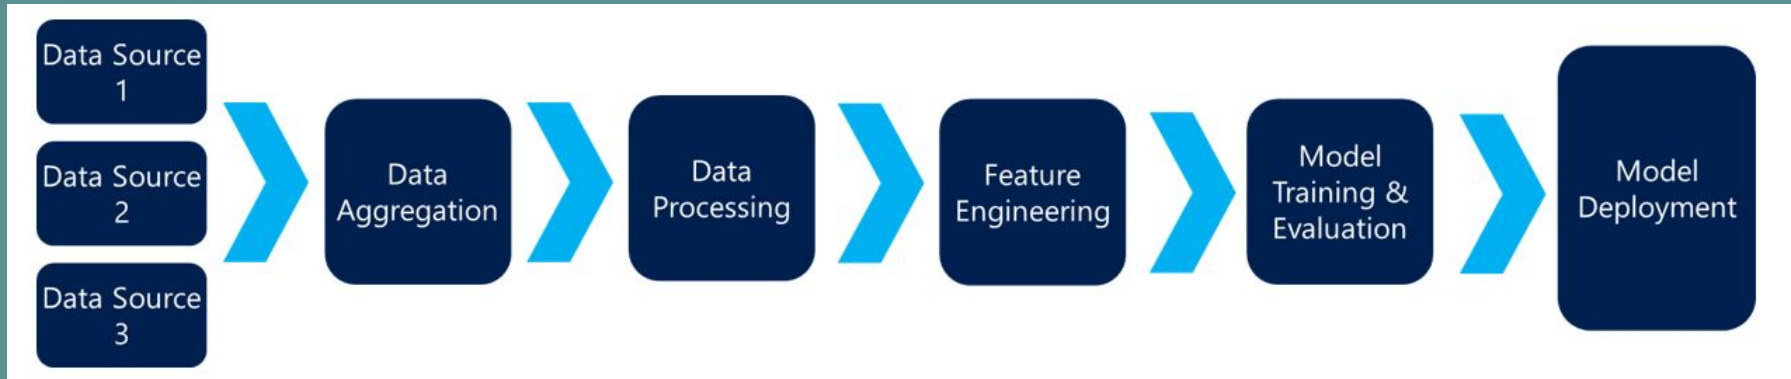 Data Source
1
Data Source
2
Data Source
3
Data
Aggregation
Data
Processing
Feature
Engineering
Model
Training &
Evaluation
Model
Deployment